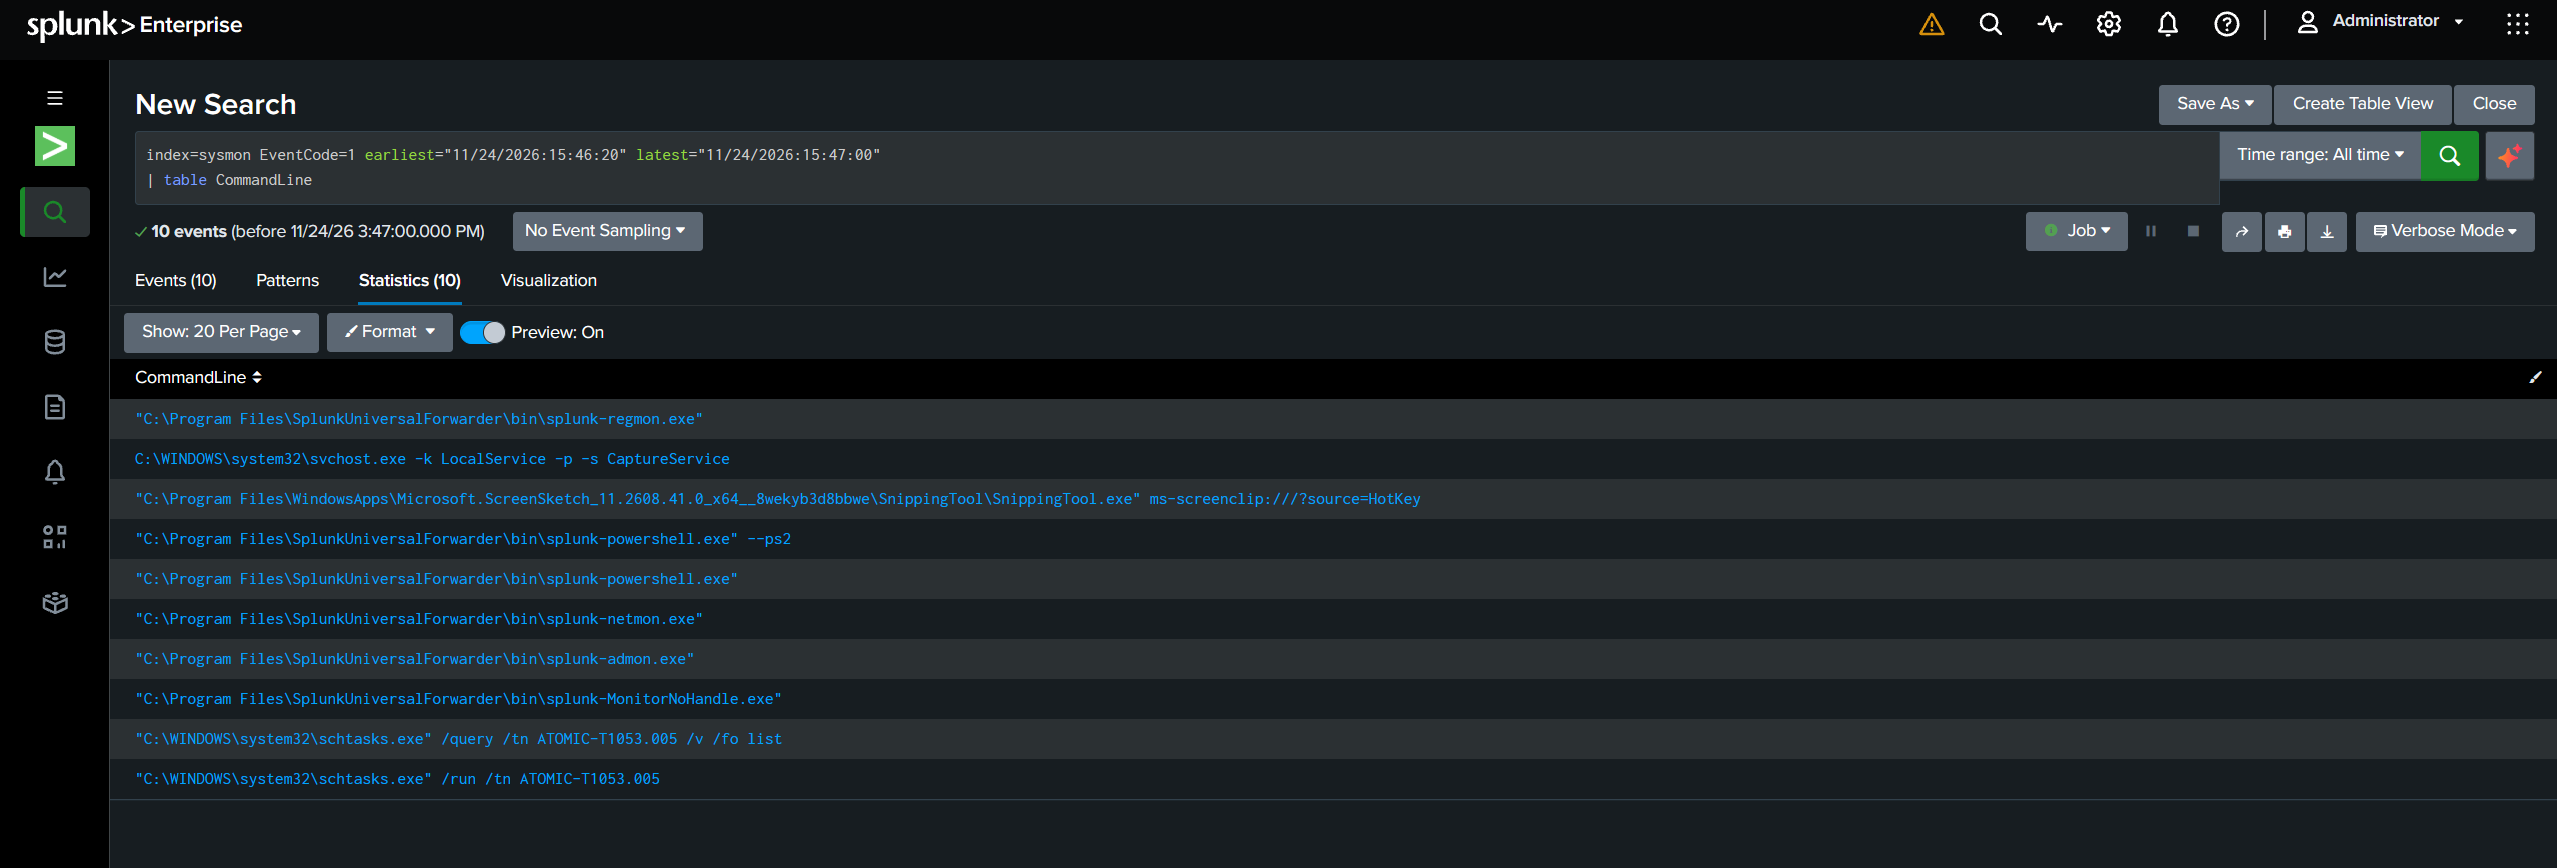 splunk> Enterprise
Administrator
New Search
Save As
Create Table View
Close
index=sysmon EventCode=1 earliest="11/24/2026:15:46:20" latest="11/24/2026:15:47:00"
| table CommandLine
Time range: All time
10 events (before 11/24/26 3:47:00.000 PM)
No Event Sampling
Job
Verbose Mode
Events (10)
Patterns
Statistics (10)
Visualization
Show: 20 Per Page
Format
Preview: On
CommandLine
"C:\Program Files\SplunkUniversalForwarder\bin\splunk-regmon.exe"
C:\WINDOWS\system32\svchost.exe -k LocalService -p -s CaptureService
"C:\Program Files\WindowsApps\Microsoft.ScreenSketch_11.2608.41.0_x64__8wekyb3d8bbwe\SnippingTool\SnippingTool.exe" ms-screenclip:///?source=HotKey
"C:\Program Files\SplunkUniversalForwarder\bin\splunk-powershell.exe" --ps2
"C:\Program Files\SplunkUniversalForwarder\bin\splunk-powershell.exe"
"C:\Program Files\SplunkUniversalForwarder\bin\splunk-netmon.exe"
"C:\Program Files\SplunkUniversalForwarder\bin\splunk-admon.exe"
"C:\Program Files\SplunkUniversalForwarder\bin\splunk-MonitorNoHandle.exe"
"C:\WINDOWS\system32\schtasks.exe" /query /tn ATOMIC-T1053.005 /v /fo list
"C:\WINDOWS\system32\schtasks.exe" /run /tn ATOMIC-T1053.005